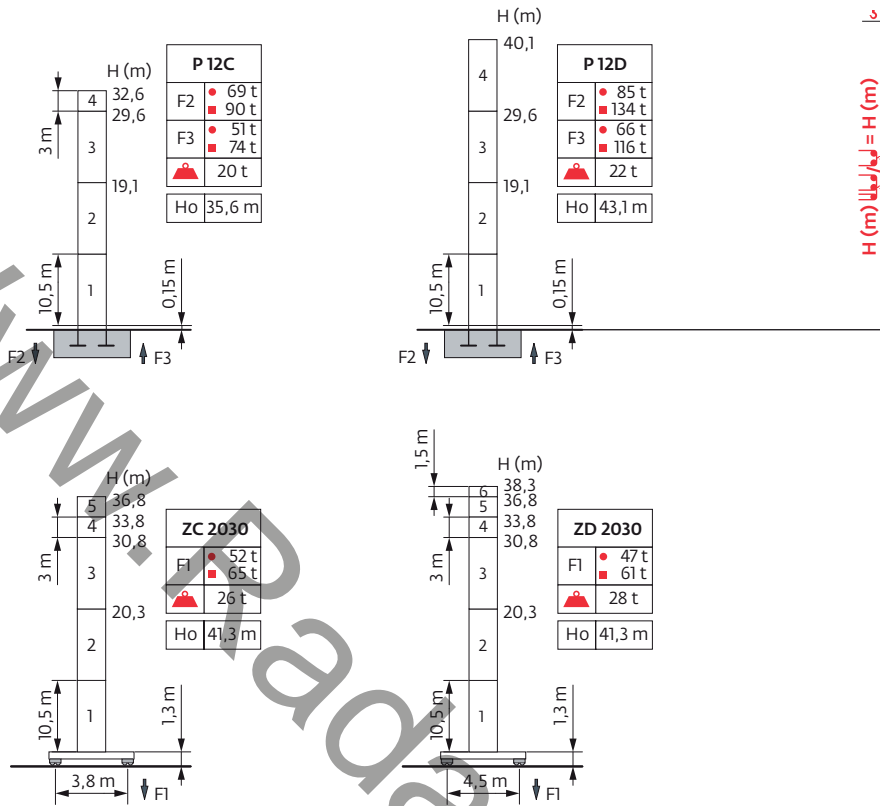 H (m)
40,1
4
29,6
3
19,1
2
10,5 m
1
0,15 m
F2
F3
P 12D
F2 85 t
134 t
F3 66 t
116 t
22 t
Ho 43,1 m
H (m)
32,6
4
29,6
3 m
3
19,1
2
10,5 m
1
0,15 m
F2
F3
P 12C
F2 69 t
90 t
F3 51 t
74 t
20 t
Ho 35,6 m
H (m)
= H (m)
H (m)
36,8
5
33,8
4
30,8
3 m
3
20,3
2
10,5 m
1
1,3 m
3,8 m
F1
ZC 2030
F1 52 t
65 t
26 t
Ho 41,3 m
1,5 m
H (m)
38,3
6
36,8
5
33,8
4
30,8
3 m
3
20,3
2
10,5 m
1
1,3 m
4,5 m
F1
ZD 2030
F1 47 t
61 t
28 t
Ho 41,3 m
www.Rada